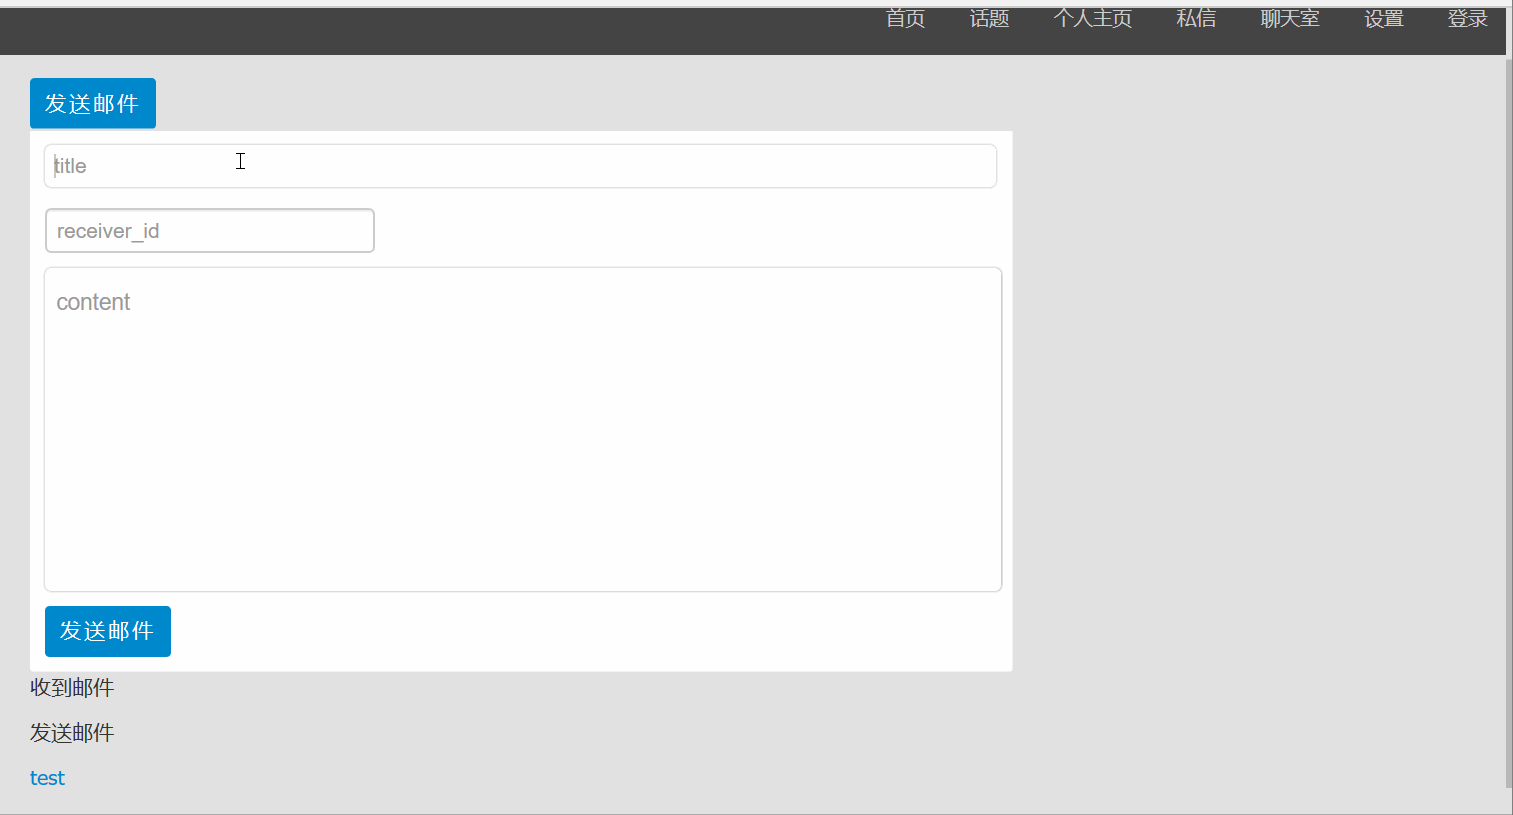 首页 话题 个人主页 私信 聊天室 设置 登录
发送邮件
title
receiver_id
content
发送邮件
收到邮件
发送邮件
test